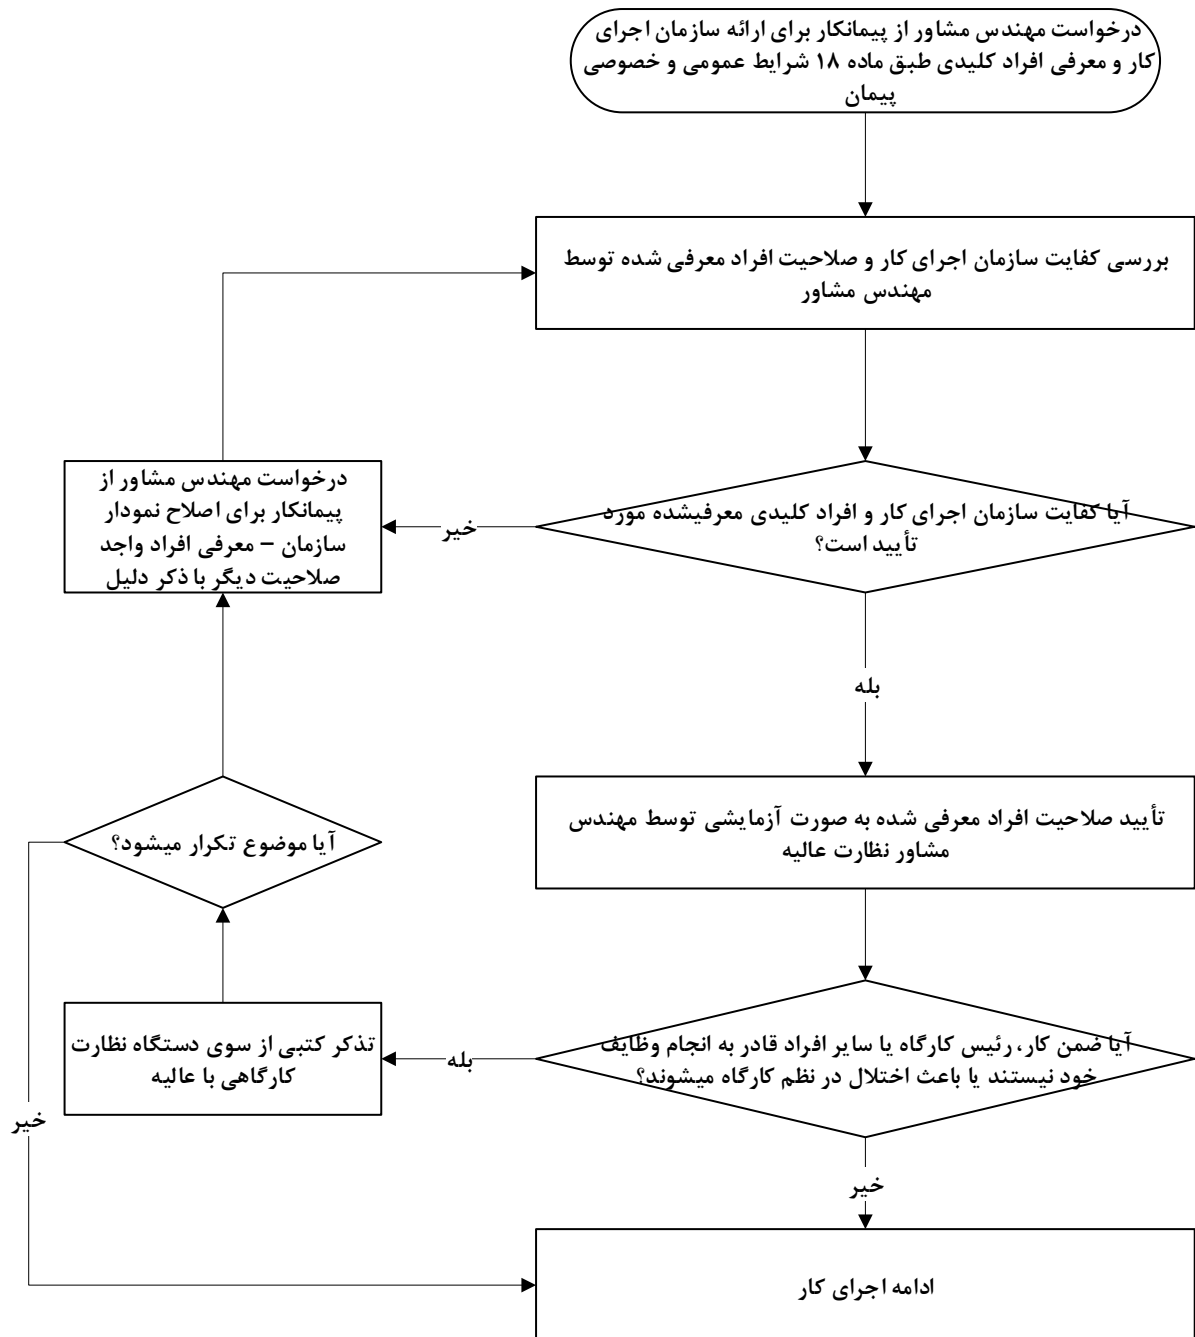 درخواست مهندس مشاور از پیمانکار برای ارائه سازمان اجرای
کار و معرفی افراد کلیدی طبق ماده ۱۸ شرایط عمومی و خصوصی
پیمان
بررسی کفایت سازمان اجرای کار و صلاحیت افراد معرفی شده توسط
مهندس مشاور
آیا کفایت سازمان اجرای کار و افراد کلیدی معرفیشده مورد
تأیید است؟
خیر
درخواست مهندس مشاور از
پیمانکار برای اصلاح نمودار
سازمان – معرفی افراد واجد
صلاحیت دیگر با ذکر دلیل
بله
تأیید صلاحیت افراد معرفی شده به صورت آزمایشی توسط مهندس
مشاور نظارت عالیه
آیا موضوع تکرار میشود؟
آیا ضمن کار، رئیس کارگاه یا سایر افراد قادر به انجام وظایف
خود نیستند یا باعث اختلال در نظم کارگاه میشوند؟
بله
تذکر کتبی از سوی دستگاه نظارت
کارگاهی با عالیه
خیر
خیر
ادامه اجرای کار